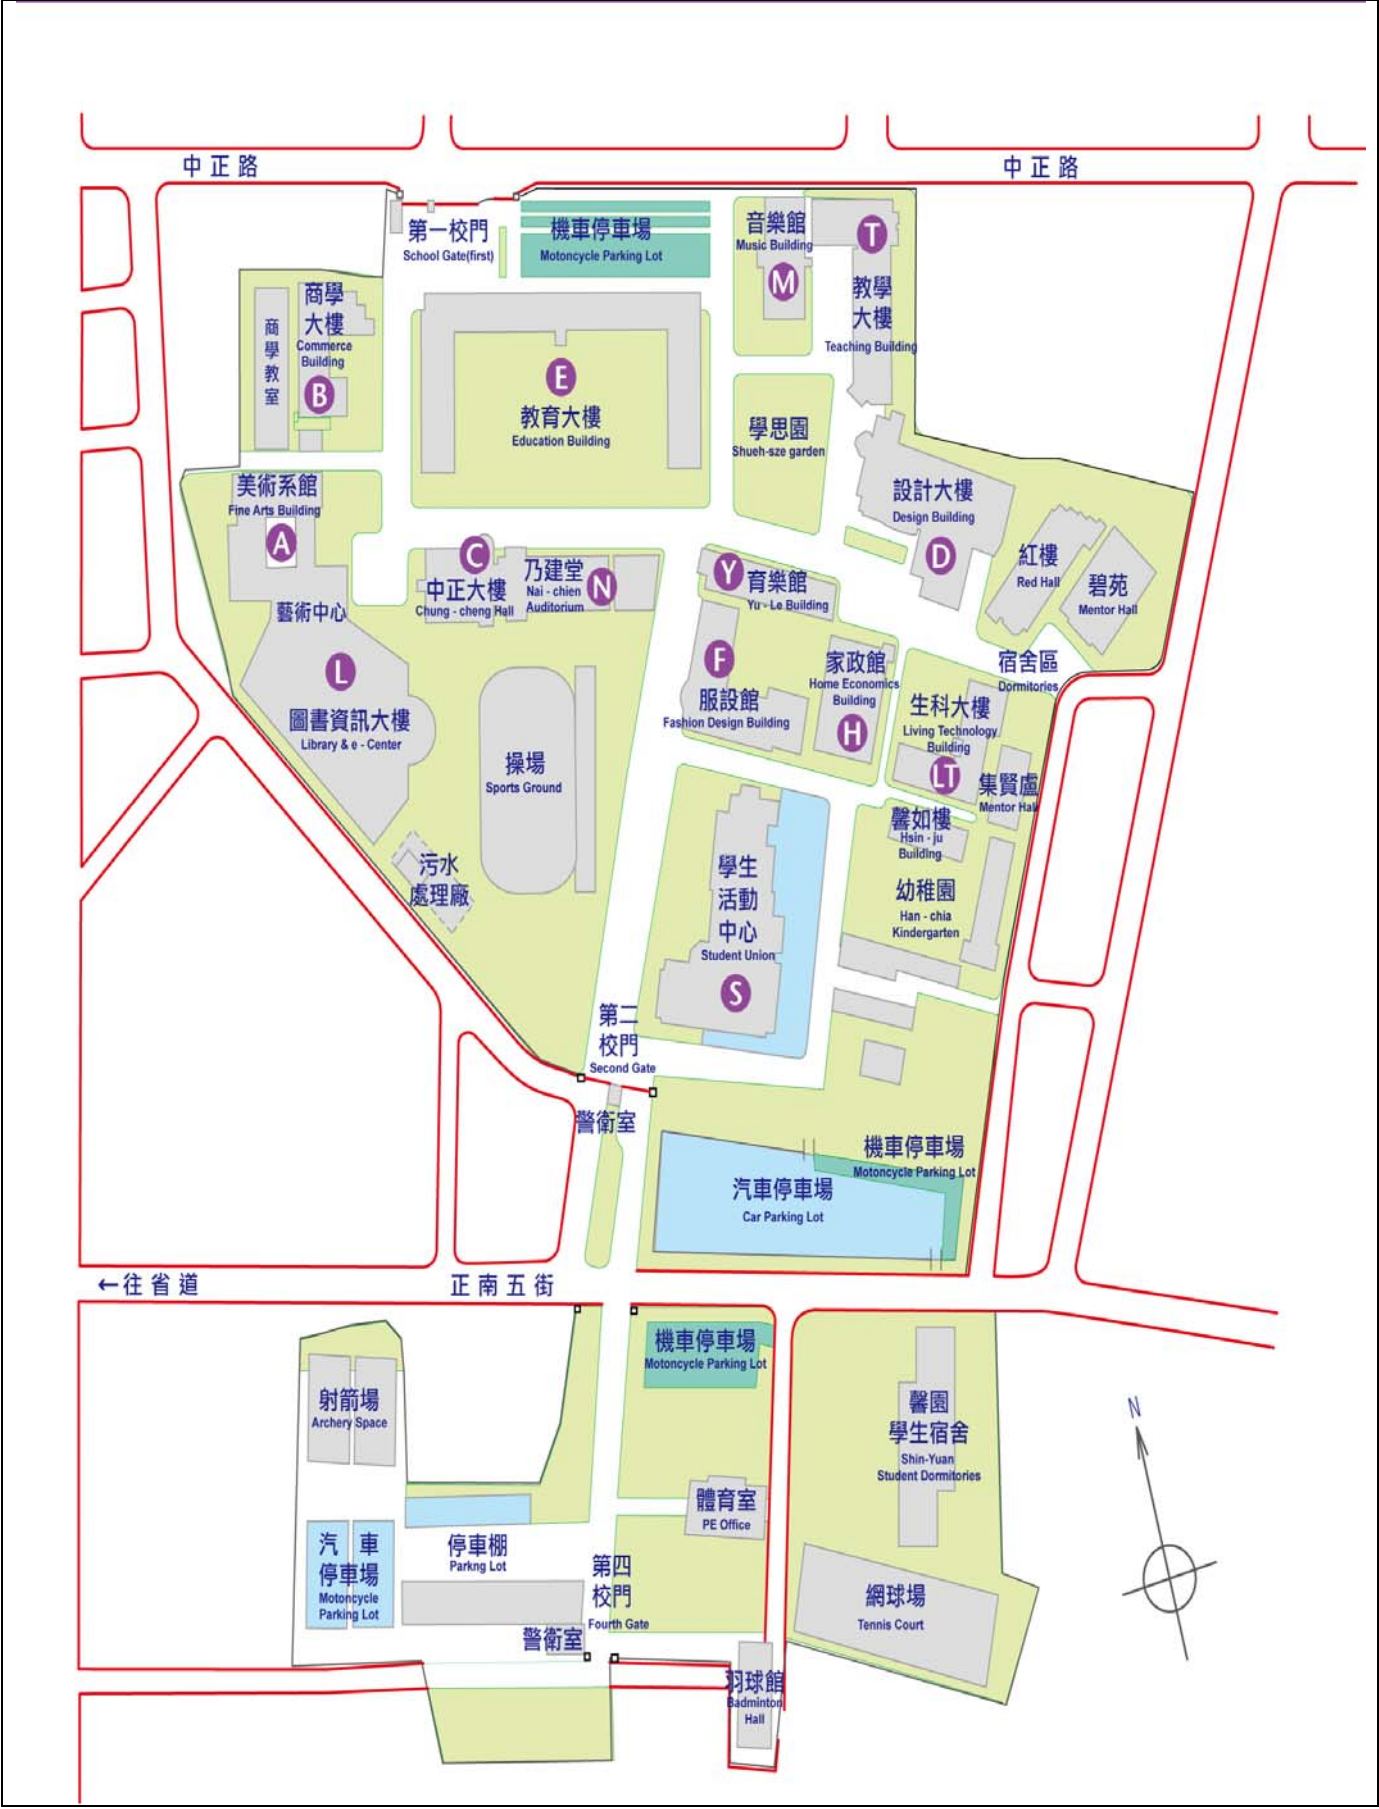 中正路
中正路
第一校門
School Gate(first)
機車停車場
Motoncycle Parking Lot
音樂館
Music Building
M
T
教學
大樓
Teaching Building
商學教室
商學
大樓
Commerce
Building
B
E
教育大樓
Education Building
學思園
Shueh-sze garden
美術系館
Fine Arts Building
A
藝術中心
設計大樓
Design Building
D
紅樓
Red Hall
碧苑
Mentor Hall
C
中正大樓
Chung - cheng Hall
乃建堂
Nai - chien
Auditorium
N
Y
育樂館
Yu - Le Building
L
圖書資訊大樓
Library & e - Center
F
服設館
Fashion Design Building
家政館
Home Economics
Building
H
宿舍區
Dormitories
生科大樓
Living Technology
Building
LT
集賢盧
Mentor Hall
操場
Sports Ground
馨如樓
Hsin - ju
Building
污水
處理廠
學生
活動
中心
Student Union
S
幼稚園
Han - chia
Kindergarten
第二
校門
Second Gate
警衛室
機車停車場
Motoncycle Parking Lot
汽車停車場
Car Parking Lot
←往省道
正南五街
機車停車場
Motoncycle Parking Lot
射箭場
Archery Space
馨園
學生宿舍
Shin-Yuan
Student Dormitories
N
體育室
PE Office
汽 車
停車場
Motoncycle
Parking Lot
停車棚
Parkng Lot
第四
校門
Fourth Gate
警衛室
網球場
Tennis Court
羽球館
Badminton
Hall